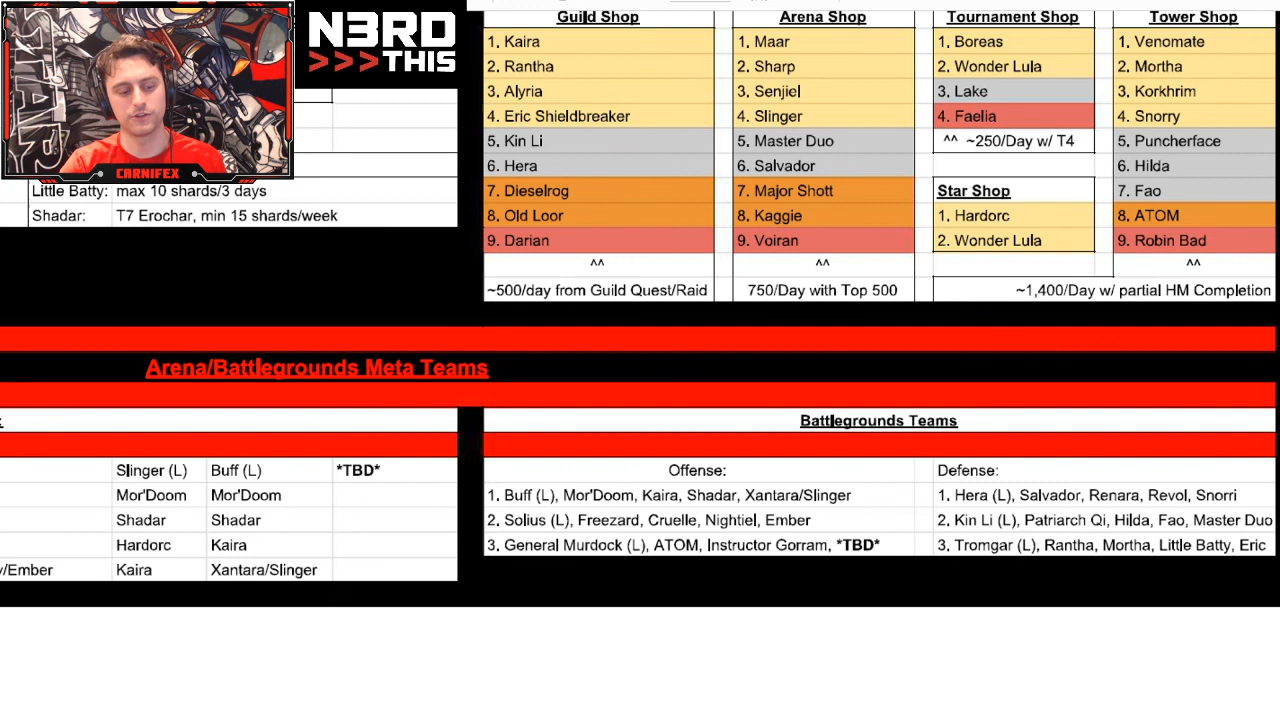 N3RD
>>>THIS
CARNIFEX
Little Batty: max 10 shards/3 days
Shadar: T7 Erochar, min 15 shards/week
Guild Shop
1. Kaira
2. Rantha
3. Alyria
4. Eric Shieldbreaker
5. Kin Li
6. Hera
7. Dieselrog
8. Old Loor
9. Darian
^^
~500/day from Guild Quest/Raid
Arena Shop
1. Maar
2. Sharp
3. Senjiel
4. Slinger
5. Master Duo
6. Salvador
7. Major Shott
8. Kaggie
9. Voiran
^^
750/Day with Top 500
Tournament Shop
1. Boreas
2. Wonder Lula
3. Lake
4. Faelia
^^ ~250/Day w/ T4
Star Shop
1. Hardorc
2. Wonder Lula
Tower Shop
1. Venomate
2. Mortha
3. Korkhrim
4. Snorry
5. Puncherface
6. Hilda
7. Fao
8. ATOM
9. Robin Bad
^^
~1,400/Day w/ partial HM Completion
Arena/Battlegrounds Meta Teams
Slinger (L) Buff (L) *TBD*
Mor'Doom Mor'Doom
Shadar Shadar
Hardorc Kaira
y/Ember Kaira Xantara/Slinger
Battlegrounds Teams
Offense:
1. Buff (L), Mor'Doom, Kaira, Shadar, Xantara/Slinger
2. Solius (L), Freezard, Cruelle, Nightiel, Ember
3. General Murdock (L), ATOM, Instructor Gorram, *TBD*
Defense:
1. Hera (L), Salvador, Renara, Revol, Snorri
2. Kin Li (L), Patriarch Qi, Hilda, Fao, Master Duo
3. Tromgar (L), Rantha, Mortha, Little Batty, Eric